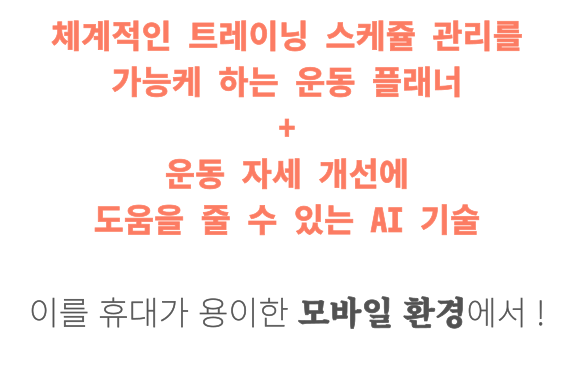 체계적인 트레이닝 스케쥴 관리를
가능케 하는 운동 플래너
+
운동 자세 개선에
도움을 줄 수 있는 AI 기술
이를 휴대가 용이한 모바일 환경에서 !